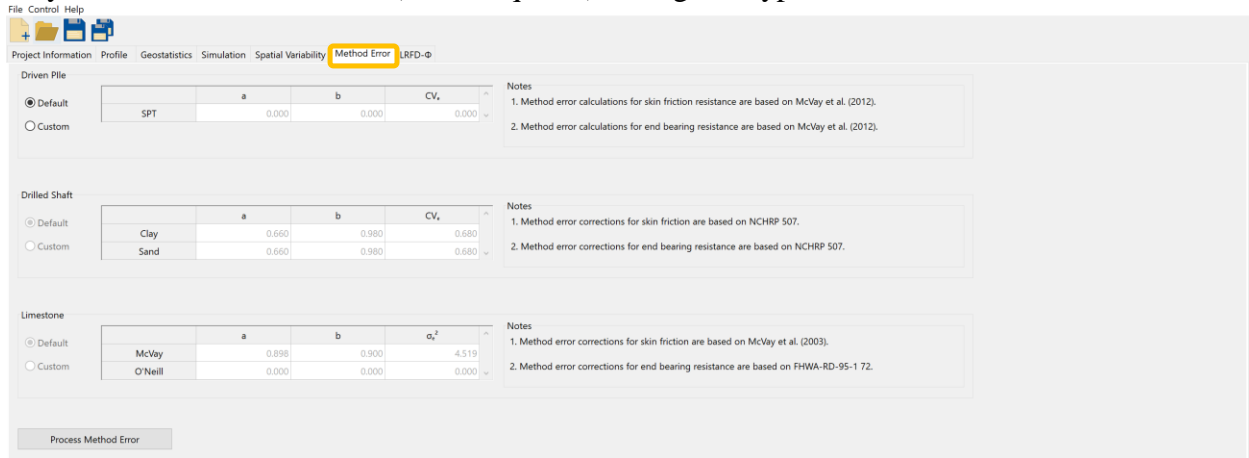 File Control Help
Project Information Profile Geostatistics Simulation Spatial Variability Method Error LRFD-Φ
Driven PIle
Default
Custom
a b CVₑ
SPT 0.000 0.000 0.000
Notes
1. Method error calculations for skin friction resistance are based on McVay et al. (2012).
2. Method error calculations for end bearing resistance are based on McVay et al. (2012).
Drilled Shaft
Default
Custom
a b CVₑ
Clay 0.660 0.980 0.680
Sand 0.660 0.980 0.680
Notes
1. Method error corrections for skin friction are based on NCHRP 507.
2. Method error corrections for end bearing resistance are based on NCHRP 507.
Limestone
Default
Custom
a b σₑ²
McVay 0.898 0.900 4.519
O'Neill 0.000 0.000 0.000
Notes
1. Method error corrections for skin friction are based on McVay et al. (2003).
2. Method error corrections for end bearing resistance are based on FHWA-RD-95-1 72.
Process Method Error